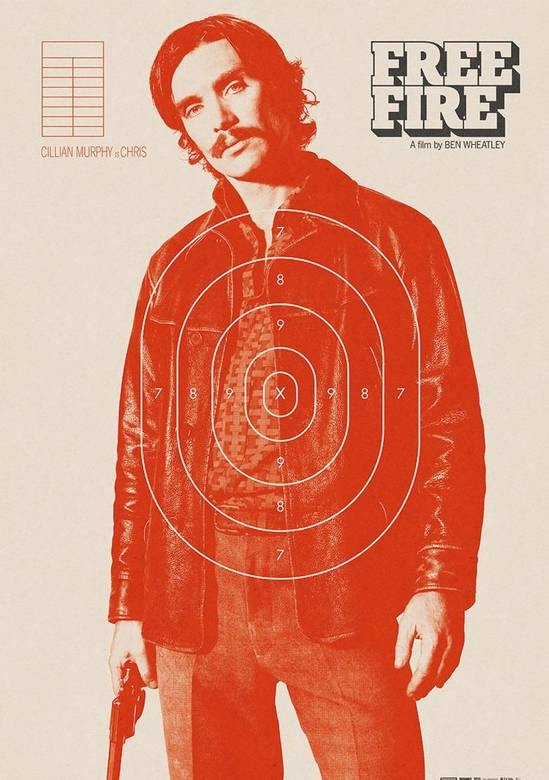 FREE
FIRE
A film by BEN WHEATLEY
CILLIAN MURPHY is CHRIS
7
8
9
7 8 9 X 9 8 7
9
8
7